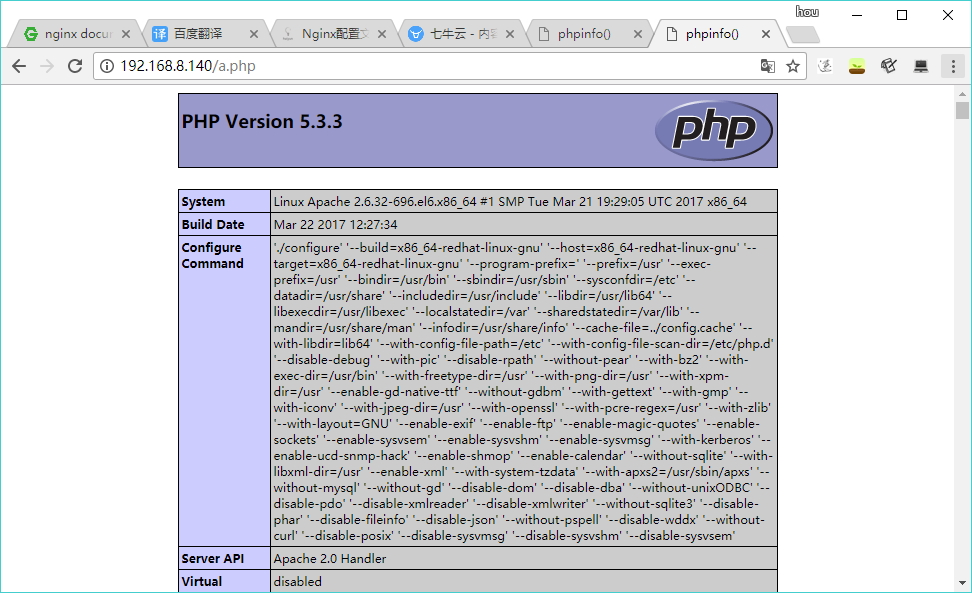 hou
nginx docu
百度翻译
Nginx配置文
七牛云 - 内容
phpinfo()
phpinfo()
192.168.8.140/a.php
PHP Version 5.3.3
php
System Linux Apache 2.6.32-696.el6.x86_64 #1 SMP Tue Mar 21 19:29:05 UTC 2017 x86_64
Build Date Mar 22 2017 12:27:34
Configure './configure' '--build=x86_64-redhat-linux-gnu' '--host=x86_64-redhat-linux-gnu' '--
Command target=x86_64-redhat-linux-gnu' '--program-prefix=' '--prefix=/usr' '--exec-
prefix=/usr' '--bindir=/usr/bin' '--sbindir=/usr/sbin' '--sysconfdir=/etc' '--
datadir=/usr/share' '--includedir=/usr/include' '--libdir=/usr/lib64' '--
libexecdir=/usr/libexec' '--localstatedir=/var' '--sharedstatedir=/var/lib' '--
mandir=/usr/share/man' '--infodir=/usr/share/info' '--cache-file=../config.cache' '--
with-libdir=lib64' '--with-config-file-path=/etc' '--with-config-file-scan-dir=/etc/php.d'
'--disable-debug' '--with-pic' '--disable-rpath' '--without-pear' '--with-bz2' '--with-
exec-dir=/usr/bin' '--with-freetype-dir=/usr' '--with-png-dir=/usr' '--with-xpm-
dir=/usr' '--enable-gd-native-ttf' '--without-gdbm' '--with-gettext' '--with-gmp' '--
with-iconv' '--with-jpeg-dir=/usr' '--with-openssl' '--with-pcre-regex=/usr' '--with-zlib'
'--with-layout=GNU' '--enable-exif' '--enable-ftp' '--enable-magic-quotes' '--enable-
sockets' '--enable-sysvsem' '--enable-sysvshm' '--enable-sysvmsg' '--with-kerberos' '--
enable-ucd-snmp-hack' '--enable-shmop' '--enable-calendar' '--without-sqlite' '--with-
libxml-dir=/usr' '--enable-xml' '--with-system-tzdata' '--with-apxs2=/usr/sbin/apxs' '--
without-mysql' '--without-gd' '--disable-dom' '--disable-dba' '--without-unixODBC' '--
disable-pdo' '--disable-xmlreader' '--disable-xmlwriter' '--without-sqlite3' '--disable-
phar' '--disable-fileinfo' '--disable-json' '--without-pspell' '--disable-wddx' '--without-
curl' '--disable-posix' '--disable-sysvmsg' '--disable-sysvshm' '--disable-sysvsem'
Server API Apache 2.0 Handler
Virtual disabled